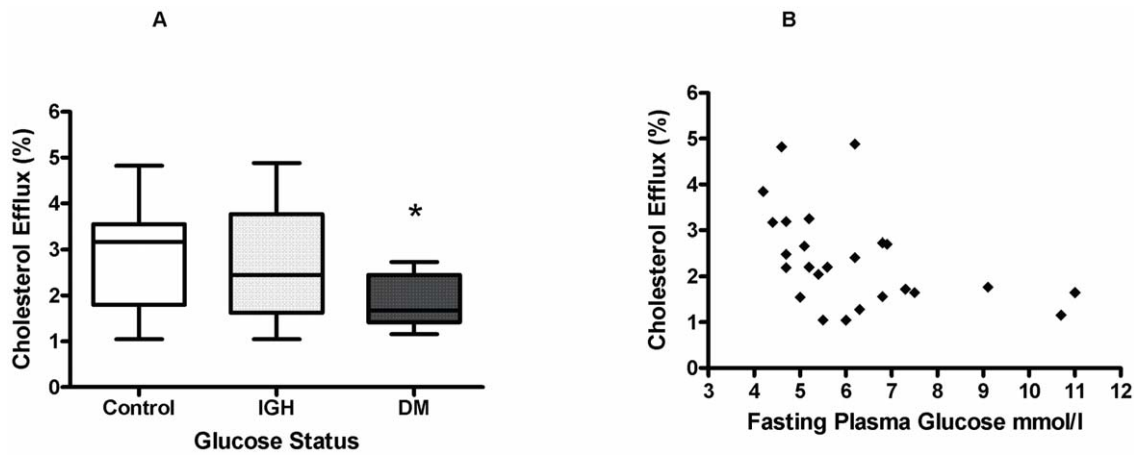 A
B
Cholesterol Efflux (%)
6
5
4
3
2
1
0
*
Control IGH DM
Glucose Status
Cholesterol Efflux (%)
6
5
4
3
2
1
0
3 4 5 6 7 8 9 10 11 12
Fasting Plasma Glucose mmol/l